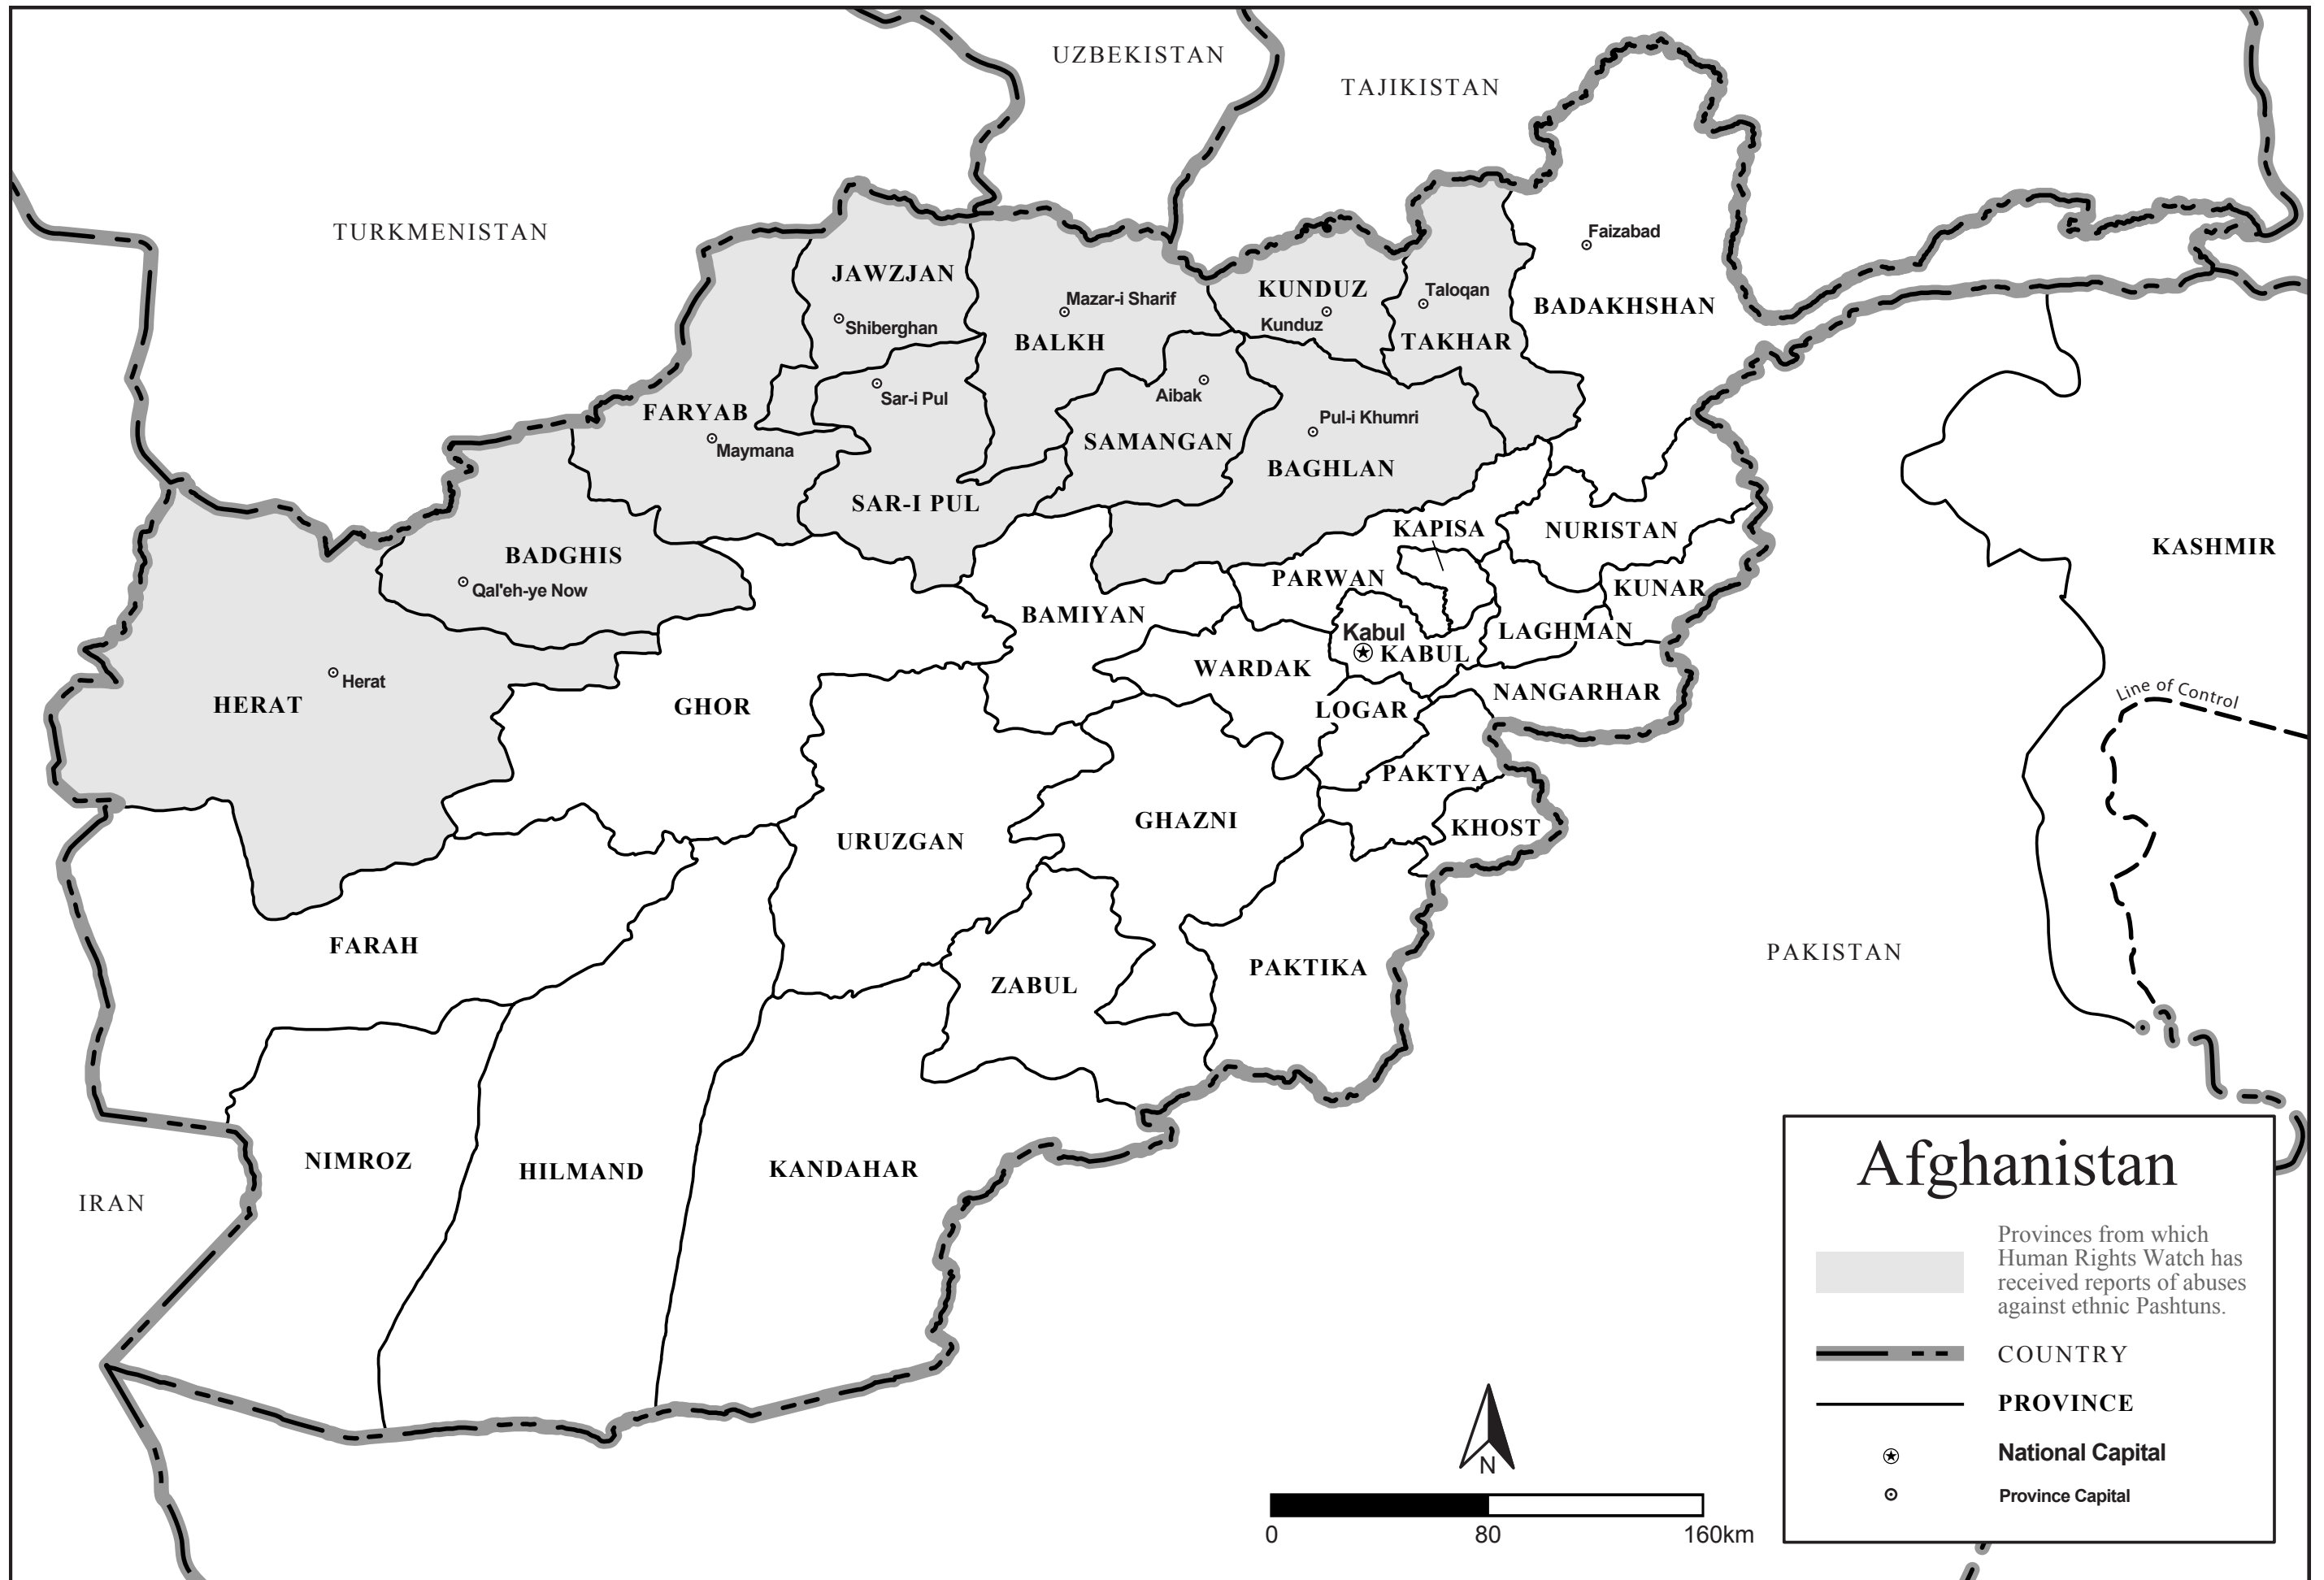 UZBEKISTAN
TAJIKISTAN
TURKMENISTAN
Faizabad
JAWZJAN
KUNDUZ
Taloqan
Mazar-i Sharif
BADAKHSHAN
Shiberghan
Kunduz
BALKH
TAKHAR
Sar-i Pul
Aibak
FARYAB
Pul-i Khumri
Maymana
SAMANGAN
BAGHLAN
SAR-I PUL
KAPISA
NURISTAN
KASHMIR
BADGHIS
Qal'eh-ye Now
PARWAN
KUNAR
BAMIYAN
Kabul
LAGHMAN
KABUL
WARDAK
Herat
NANGARHAR
Line of Control
HERAT
GHOR
LOGAR
PAKTYA
GHAZNI
KHOST
URUZGAN
FARAH
PAKISTAN
PAKTIKA
ZABUL
NIMROZ
HILMAND
KANDAHAR
IRAN
Afghanistan
Provinces from which
Human Rights Watch has
received reports of abuses
against ethnic Pashtuns.
COUNTRY
PROVINCE
National Capital
Province Capital
N
0 80 160km